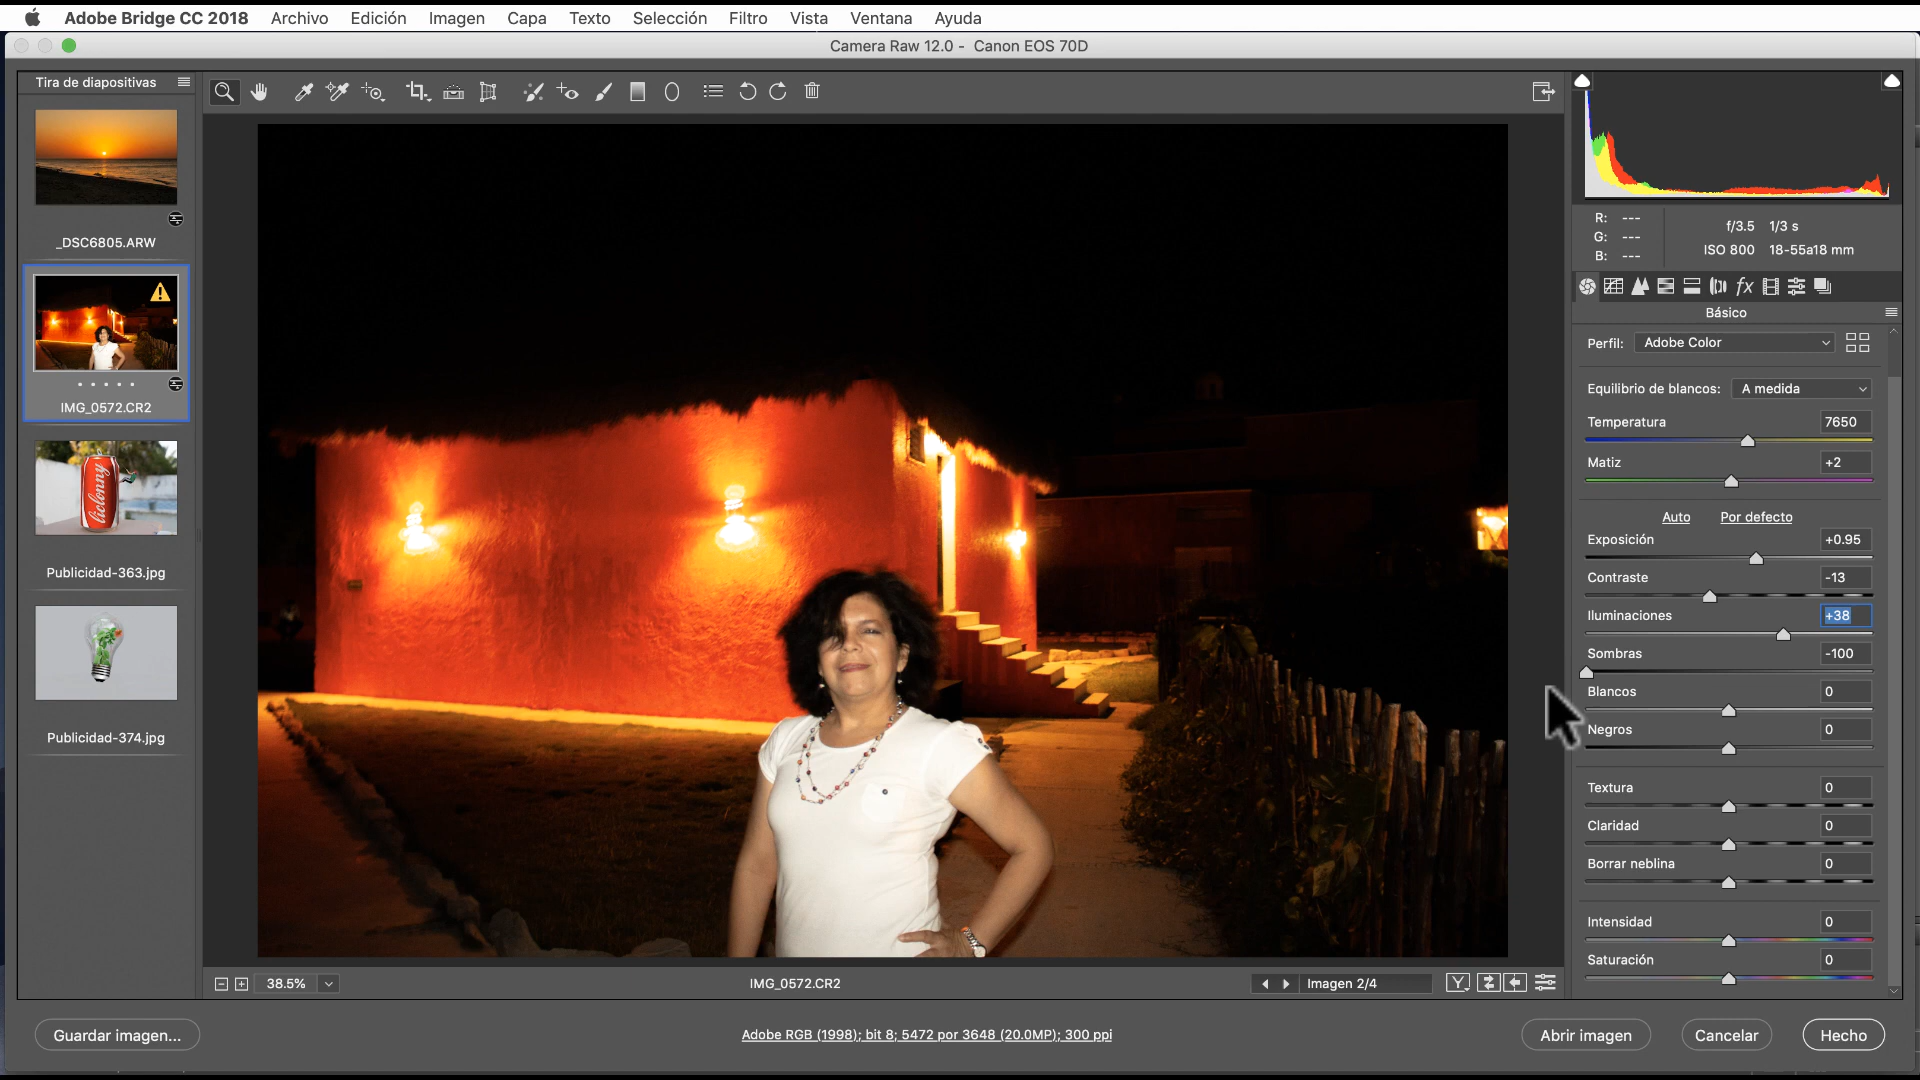 Adobe Bridge CC 2018 Archivo Edición Imagen Capa Texto Selección Filtro Vista Ventana Ayuda
Camera Raw 12.0 - Canon EOS 70D
Tira de diapositivas
_DSC6805.ARW
IMG_0572.CR2
licionny
Publicidad-363.jpg
Publicidad-374.jpg
R: ---
G: ---
B: ---
f/3.5 1/3 s
ISO 800 18-55a18 mm
fx
Básico
Perfil: Adobe Color
Equilibrio de blancos: A medida
Temperatura 7650
Matiz +2
Auto Por defecto
Exposición +0.95
Contraste -13
Iluminaciones +38
Sombras -100
Blancos 0
Negros 0
Textura 0
Claridad 0
Borrar neblina 0
Intensidad 0
Saturación 0
38.5% IMG_0572.CR2 Imagen 2/4 Y
Guardar imagen... Adobe RGB (1998); bit 8; 5472 por 3648 (20.0MP); 300 ppi Abrir imagen Cancelar Hecho